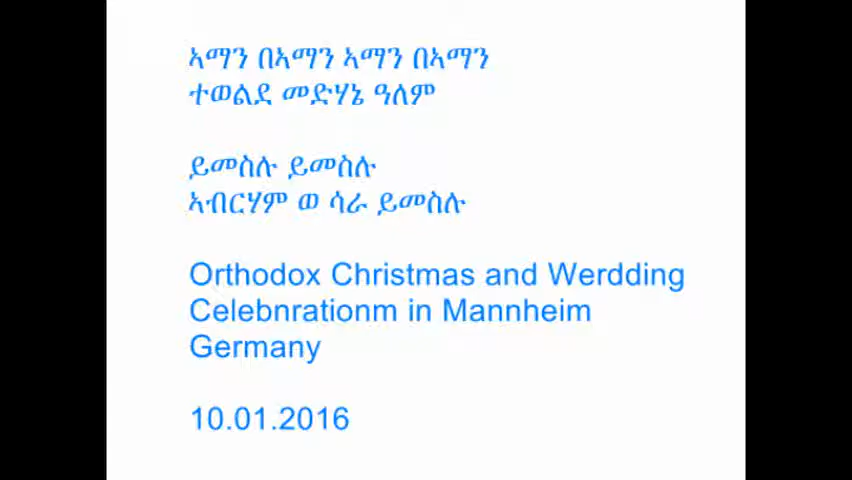 ኣማን በኣማን ኣማን በኣማን
ተወልደ መድሃኔ ዓለም
ይመስሉ ይመስሉ
ኣብርሃም ወ ሳራ ይመስሉ
Orthodox Christmas and Werdding
Celebnrationm in Mannheim
Germany
10.01.2016